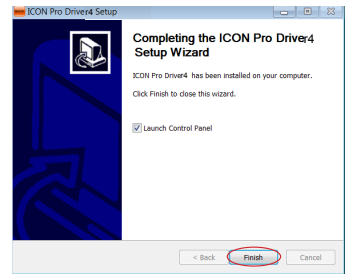 ICON Pro Driver4 Setup
Completing the ICON Pro Driver4
Setup Wizard
ICON Pro Driver4 has been installed on your computer.
Click Finish to close this wizard.
Launch Control Panel
< Back
Finish
Cancel